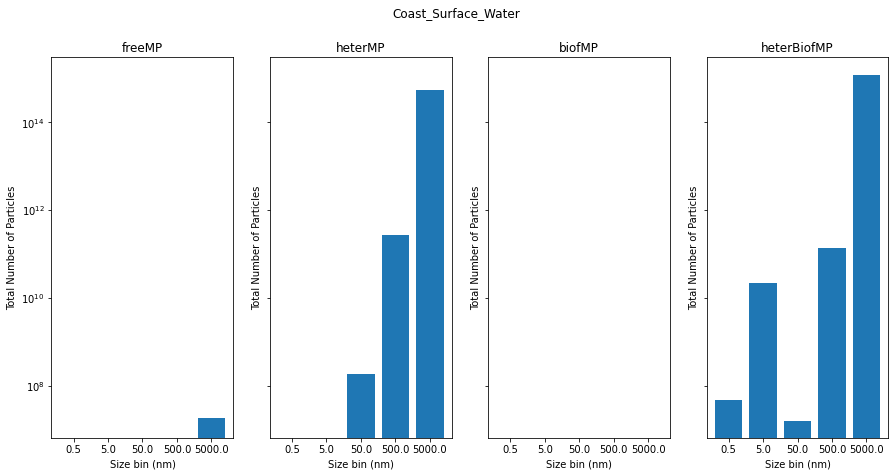 Coast_Surface_Water
freeMP
heterMP
biofMP
heterBiofMP
Total Number of Particles
10^14
10^12
10^10
10^8
0.5 5.0 50.0 500.0 5000.0
Size bin (nm)
Total Number of Particles
0.5 5.0 50.0 500.0 5000.0
Size bin (nm)
Total Number of Particles
0.5 5.0 50.0 500.0 5000.0
Size bin (nm)
Total Number of Particles
0.5 5.0 50.0 500.0 5000.0
Size bin (nm)